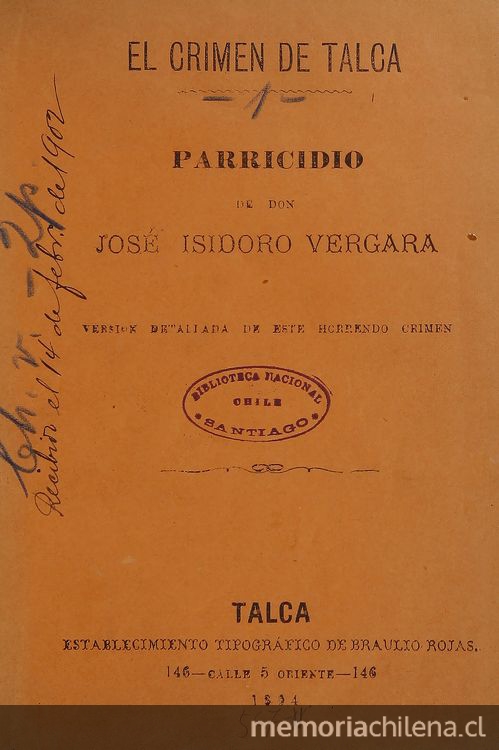 EL CRIMEN DE TALCA
- 1 -
PARRICIDIO
DE DON
JOSÉ ISIDORO VERGARA
VERSION DETALLADA DE ESTE HORRENDO CRIMEN
BIBLIOTECA NACIONAL
CHILE
SANTIAGO
Recibido el 14 de febr. de 1902
TALCA
ESTABLECIMIENTO TIPOGRÁFICO DE BRAULIO ROJAS.
146—CALLE 5 ORIENTE—146
memoriachilena.cl